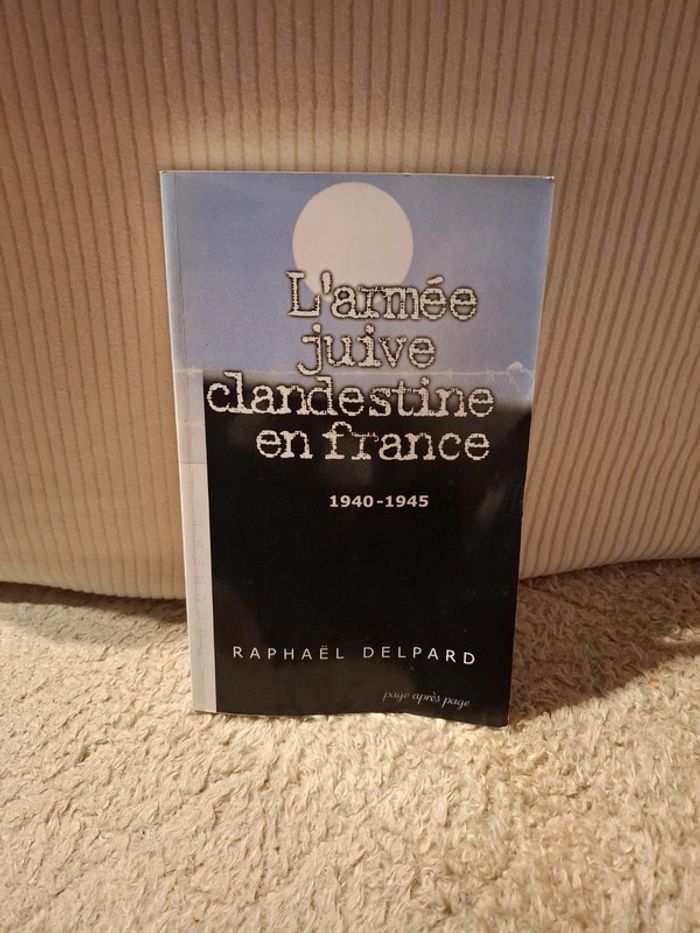 L'armée
juive
clandestine
en france
1940-1945
RAPHAËL DELPARD
page après page